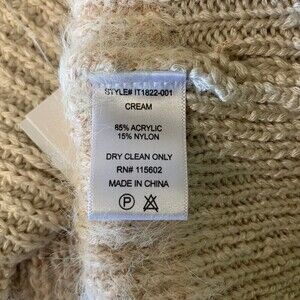 STYLE# IT1822-001
CREAM
85% ACRYLIC
15% NYLON
DRY CLEAN ONLY
RN# 115602
MADE IN CHINA
P